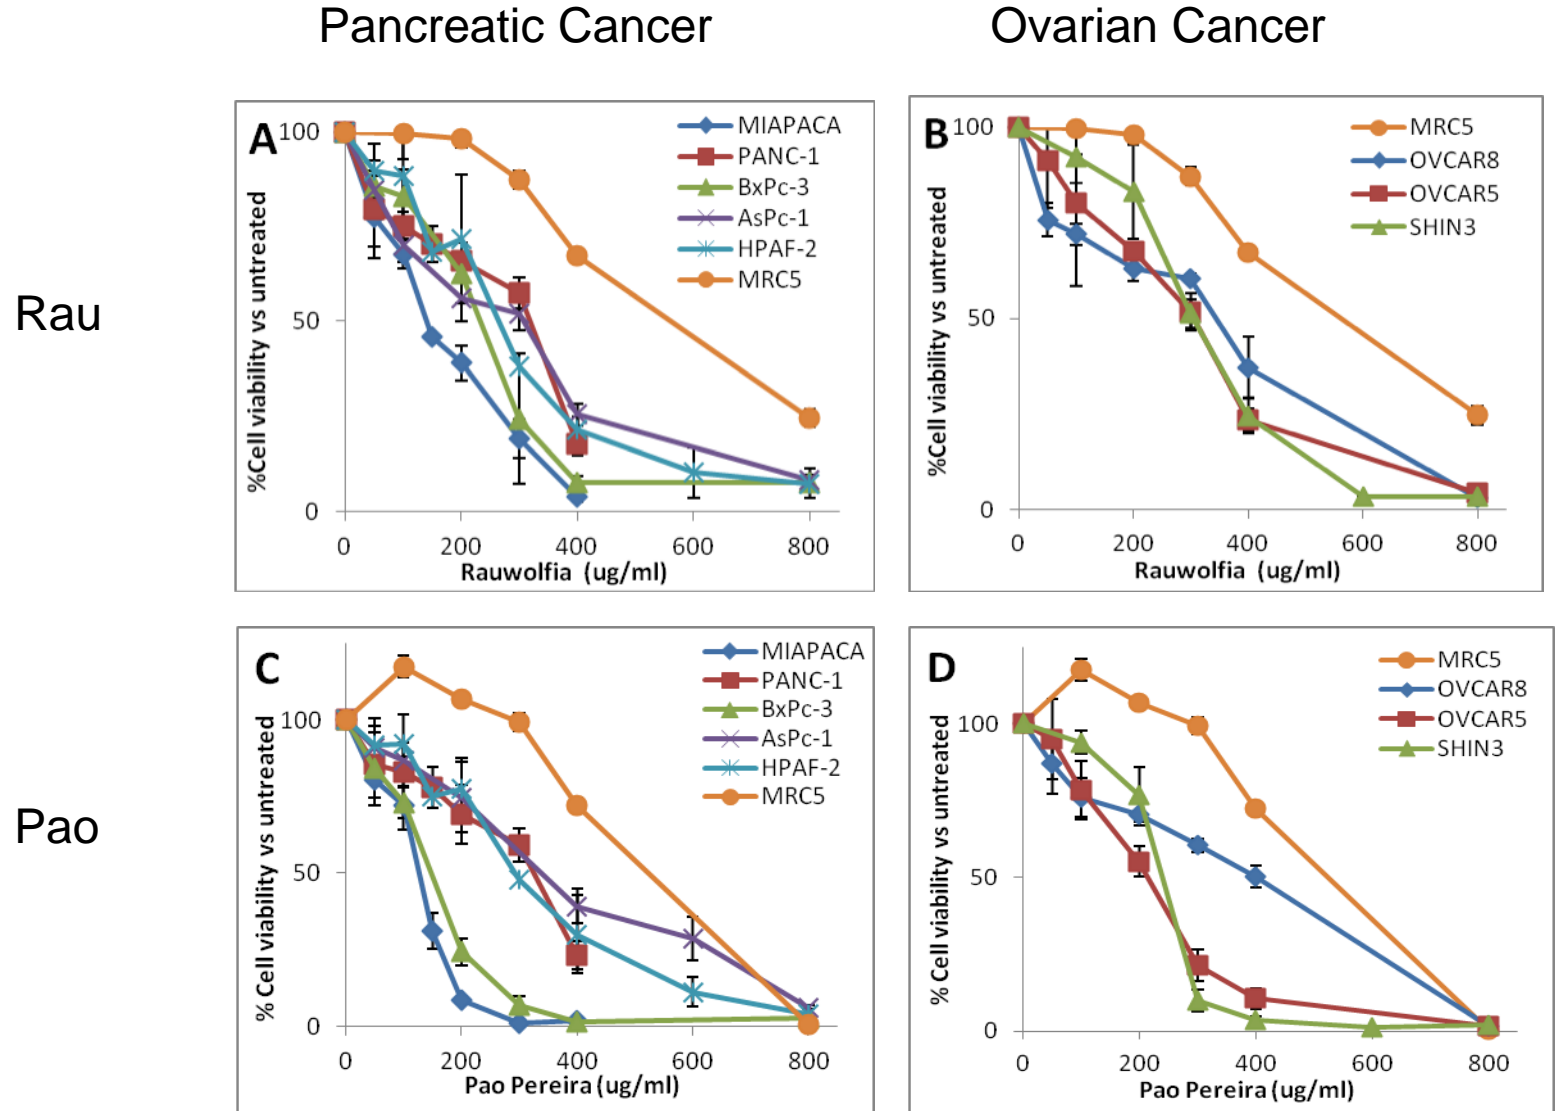 Pancreatic Cancer
Ovarian Cancer
Rau
A
%Cell viability vs untreated
100
50
0
0 200 400 600 800
Rauwolfia (ug/ml)
MIAPACA
PANC-1
BxPc-3
AsPc-1
HPAF-2
MRC5
B
%Cell viability vs untreated
100
50
0
0 200 400 600 800
Rauwolfia (ug/ml)
MRC5
OVCAR8
OVCAR5
SHIN3
Pao
C
% Cell viability vs untreated
100
50
0
0 200 400 600 800
Pao Pereira (ug/ml)
MIAPACA
PANC-1
BxPc-3
AsPc-1
HPAF-2
MRC5
D
% Cell viability vs untreated
100
50
0
0 200 400 600 800
Pao Pereira (ug/ml)
MRC5
OVCAR8
OVCAR5
SHIN3